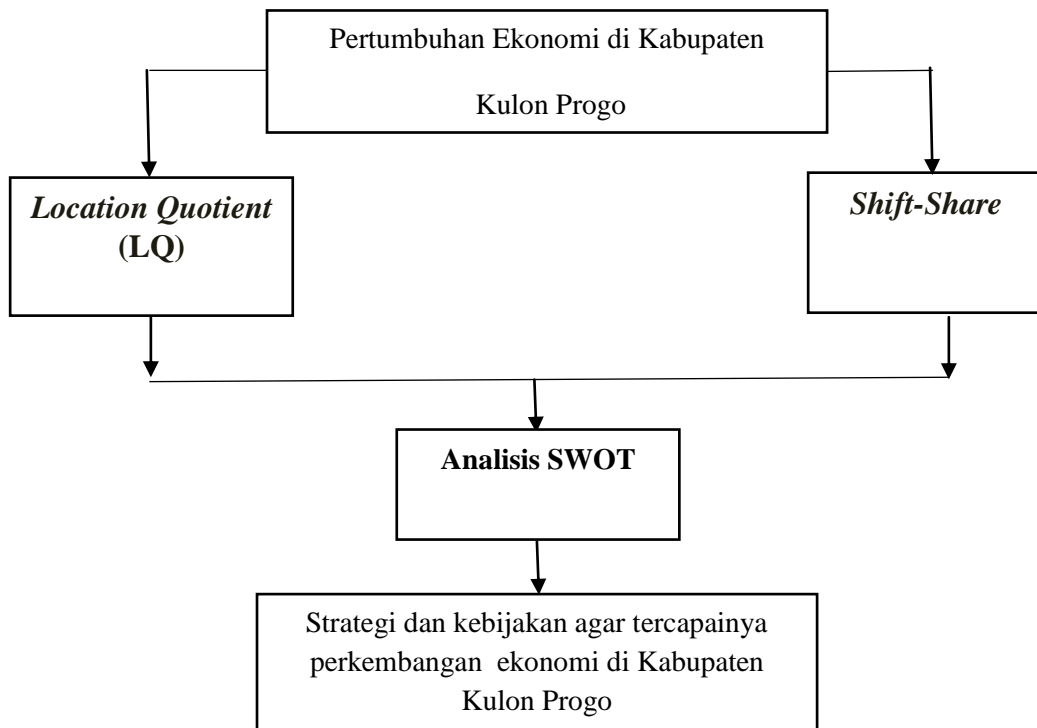 Pertumbuhan Ekonomi di Kabupaten
Kulon Progo
Location Quotient
(LQ)
Shift-Share
Analisis SWOT
Strategi dan kebijakan agar tercapainya
perkembangan ekonomi di Kabupaten
Kulon Progo